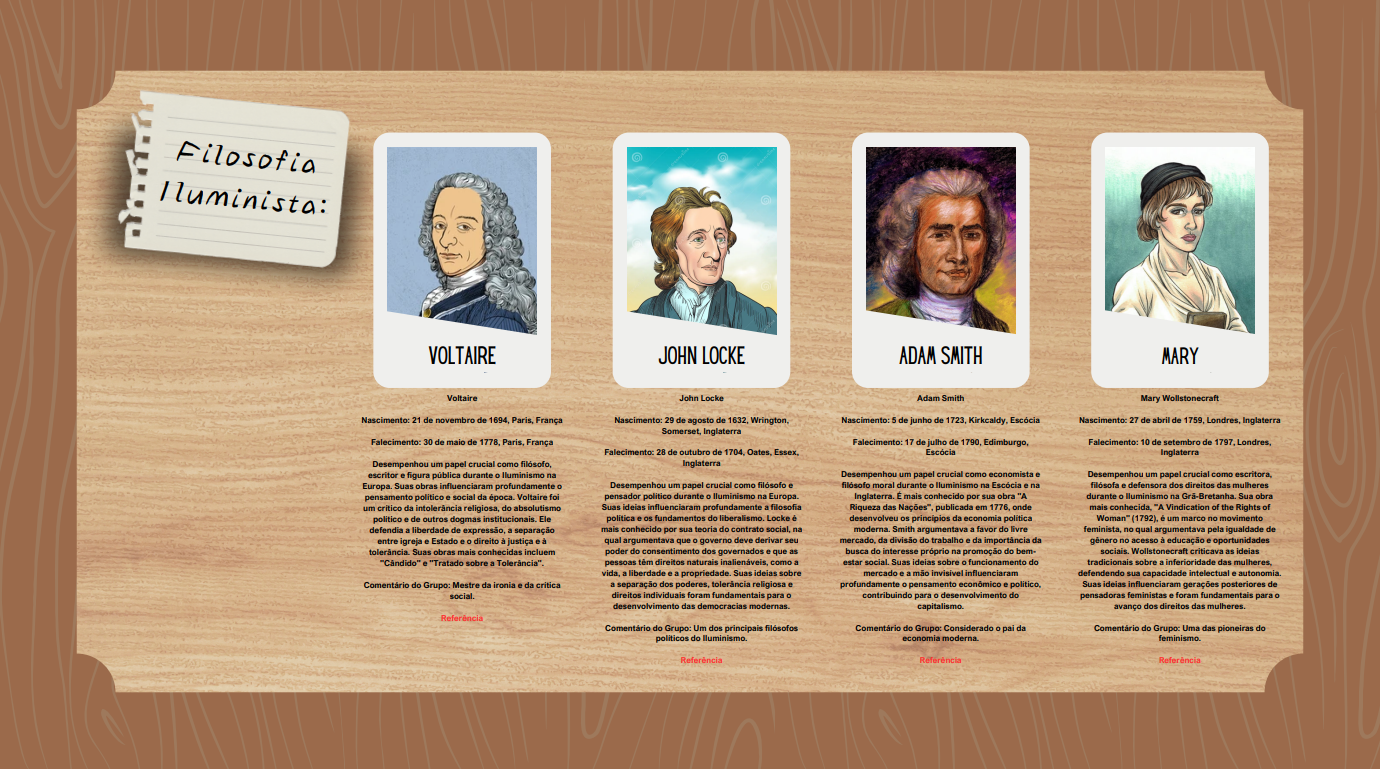 Filosofia
Iluminista:
VOLTAIRE
Voltaire
Nascimento: 21 de novembro de 1694, Paris, França
Falecimento: 30 de maio de 1778, Paris, França
Desempenhou um papel crucial como filósofo,
escritor e figura pública durante o Iluminismo na
Europa. Suas obras influenciaram profundamente o
pensamento político e social da época. Voltaire foi
um crítico da intolerância religiosa, do absolutismo
político e de outros dogmas institucionais. Ele
defendia a liberdade de expressão, a separação
entre igreja e Estado e o direito à justiça e à
tolerância. Suas obras mais conhecidas incluem
"Cândido" e "Tratado sobre a Tolerância".
Comentário do Grupo: Mestre da ironia e da crítica
social.
Referência
JOHN LOCKE
John Locke
Nascimento: 29 de agosto de 1632, Wrington,
Somerset, Inglaterra
Falecimento: 28 de outubro de 1704, Oates, Essex,
Inglaterra
Desempenhou um papel crucial como filósofo e
pensador político durante o Iluminismo na Europa.
Suas ideias influenciaram profundamente a filosofia
política e os fundamentos do liberalismo. Locke é
mais conhecido por sua teoria do contrato social, na
qual argumentava que o governo deve derivar seu
poder do consentimento dos governados e que as
pessoas têm direitos naturais inalienáveis, como a
vida, a liberdade e a propriedade. Suas ideias sobre
a separação dos poderes, tolerância religiosa e
direitos individuais foram fundamentais para o
desenvolvimento das democracias modernas.
Comentário do Grupo: Um dos principais filósofos
políticos do Iluminismo.
Referência
ADAM SMITH
Adam Smith
Nascimento: 5 de junho de 1723, Kirkcaldy, Escócia
Falecimento: 17 de julho de 1790, Edimburgo,
Escócia
Desempenhou um papel crucial como economista e
filósofo moral durante o Iluminismo na Escócia e na
Inglaterra. É mais conhecido por sua obra "A
Riqueza das Nações", publicada em 1776, onde
desenvolveu os princípios da economia política
moderna. Smith argumentava a favor do livre
mercado, da divisão do trabalho e da importância da
busca do interesse próprio na promoção do bem-
estar social. Suas ideias sobre o funcionamento do
mercado e a mão invisível influenciaram
profundamente o pensamento econômico e político,
contribuindo para o desenvolvimento do
capitalismo.
Comentário do Grupo: Considerado o pai da
economia moderna.
Referência
MARY
Mary Wollstonecraft
Nascimento: 27 de abril de 1759, Londres, Inglaterra
Falecimento: 10 de setembro de 1797, Londres,
Inglaterra
Desempenhou um papel crucial como escritora,
filósofa e defensora dos direitos das mulheres
durante o Iluminismo na Grã-Bretanha. Sua obra
mais conhecida, "A Vindication of the Rights of
Woman" (1792), é um marco no movimento
feminista, no qual argumentava pela igualdade de
gênero no acesso à educação e oportunidades
sociais. Wollstonecraft criticava as ideias
tradicionais sobre a inferioridade das mulheres,
defendendo sua capacidade intelectual e autonomia.
Suas ideias influenciaram gerações posteriores de
pensadoras feministas e foram fundamentais para o
avanço dos direitos das mulheres.
Comentário do Grupo: Uma das pioneiras do
feminismo.
Referência